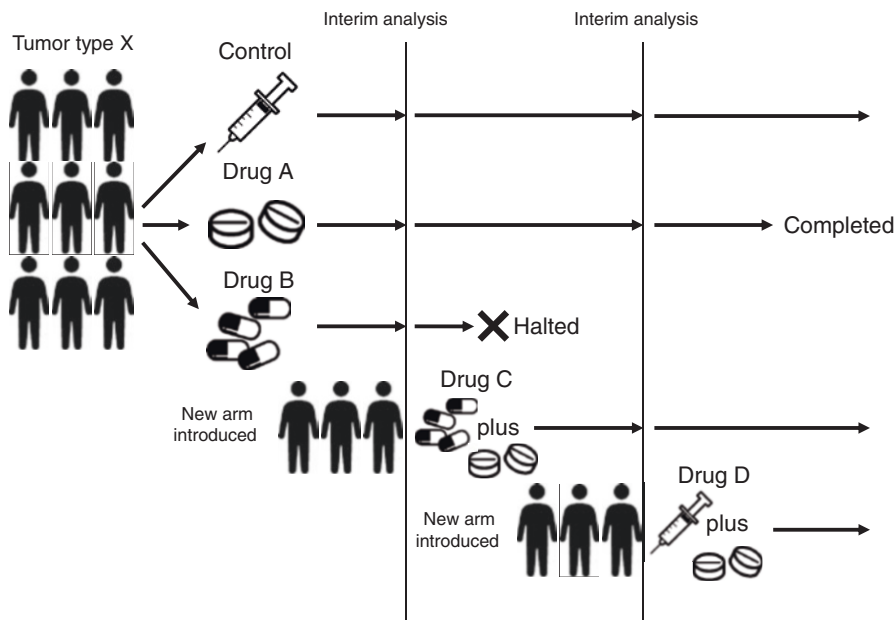 Interim analysis
Interim analysis
Tumor type X
Control
Drug A
Completed
Drug B
Halted
Drug C
New arm
introduced
plus
Drug D
New arm
introduced
plus